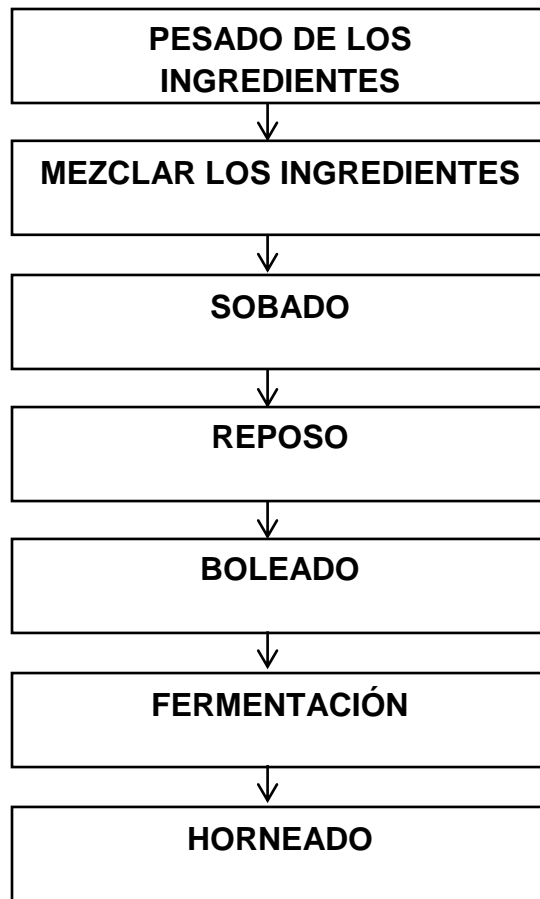 PESADO DE LOS
INGREDIENTES
MEZCLAR LOS INGREDIENTES
SOBADO
REPOSO
BOLEADO
FERMENTACIÓN
HORNEADO